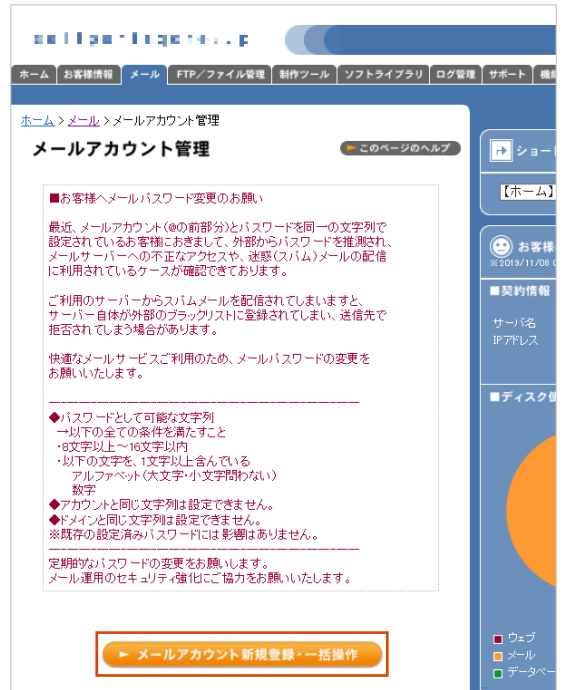 ホーム お客様情報 メール FTP／ファイル管理 制作ツール ソフトライブラリ ログ管理 サポート
ホーム > メール > メールアカウント管理
メールアカウント管理
このページのヘルプ
■お客様へメールパスワード変更のお願い
最近、メールアカウント(@の前部分)とパスワードを同一の文字列で
設定されているお客様におきまして、外部からパスワードを推測され、
メールサーバーへの不正なアクセスや、迷惑(スパム)メールの配信
に利用されているケースが確認できております。
ご利用のサーバーからスパムメールを配信されてしまいますと、
サーバー自体が外部のブラックリストに登録されてしまい、送信先で
拒否されてしまう場合があります。
快適なメールサービスご利用のため、メールパスワードの変更を
お願いいたします。
◆パスワードとして可能な文字列
→以下の全ての条件を満たすこと
・8文字以上～16文字以内
・以下の文字を、1文字以上含んでいる
アルファベット(大文字・小文字問わない)
数字
◆アカウントと同じ文字列は設定できません。
◆ドメインと同じ文字列は設定できません。
※既存の設定済みパスワードには影響はありません。
定期的なパスワードの変更をお願いします。
メール運用のセキュリティ強化にご協力をお願いいたします。
メールアカウント新規登録・一括操作
ショー
【ホーム】
お客様
※2019/11/08
■契約情報
サーバ名
IPアドレス
■ディスク使
ウェブ
メール
データベー